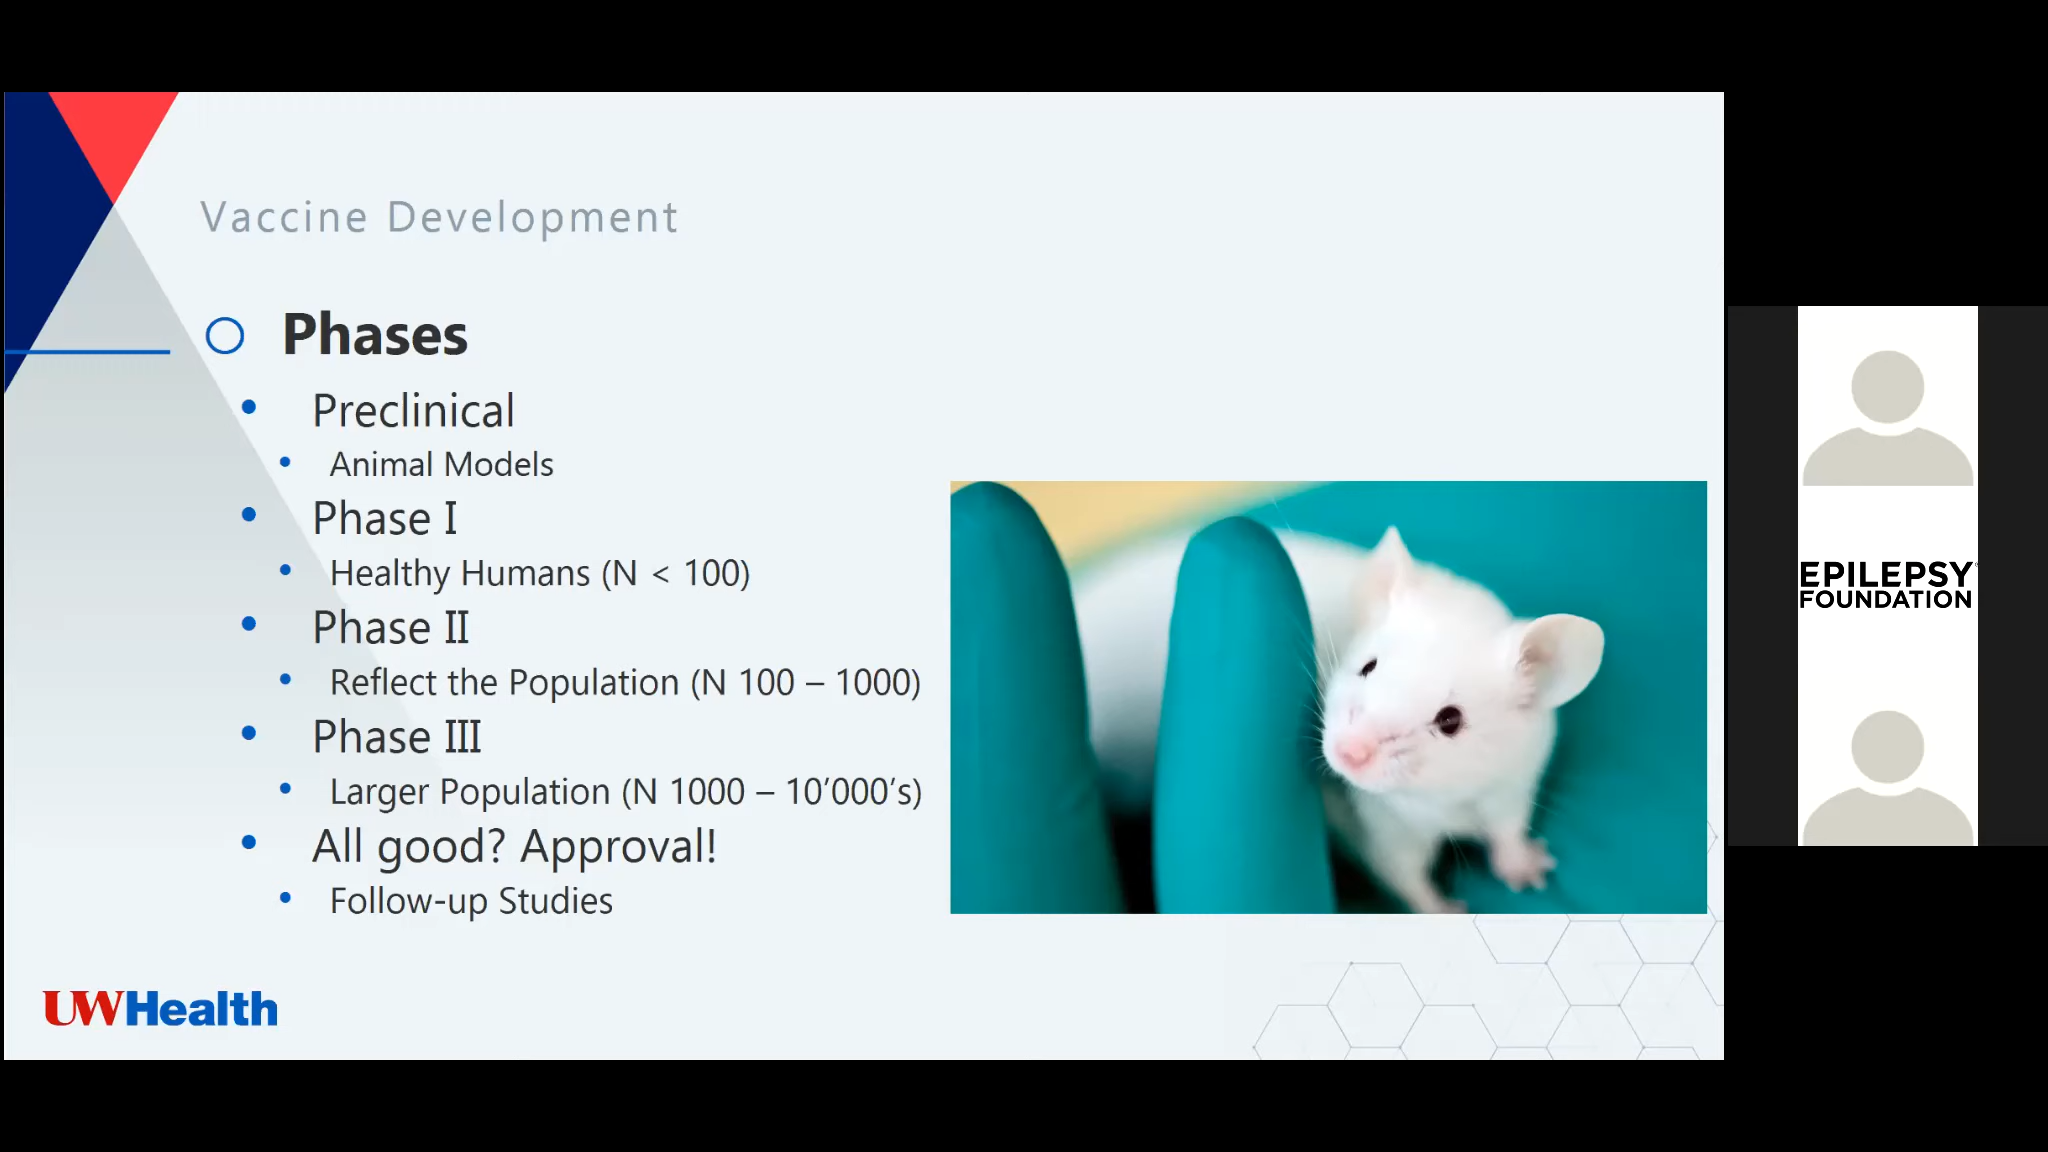 Vaccine Development
Phases
Preclinical
Animal Models
Phase I
Healthy Humans (N < 100)
Phase II
Reflect the Population (N 100 – 1000)
Phase III
Larger Population (N 1000 – 10’000’s)
All good? Approval!
Follow-up Studies
UWHealth
EPILEPSY
FOUNDATION